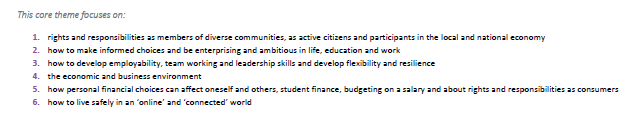 This core theme focuses on:
1. rights and responsibilities as members of diverse communities, as active citizens and participants in the local and national economy
2. how to make informed choices and be enterprising and ambitious in life, education and work
3. how to develop employability, team working and leadership skills and develop flexibility and resilience
4. the economic and business environment
5. how personal financial choices can affect oneself and others, student finance, budgeting on a salary and about rights and responsibilities as consumers
6. how to live safely in an 'online' and 'connected' world